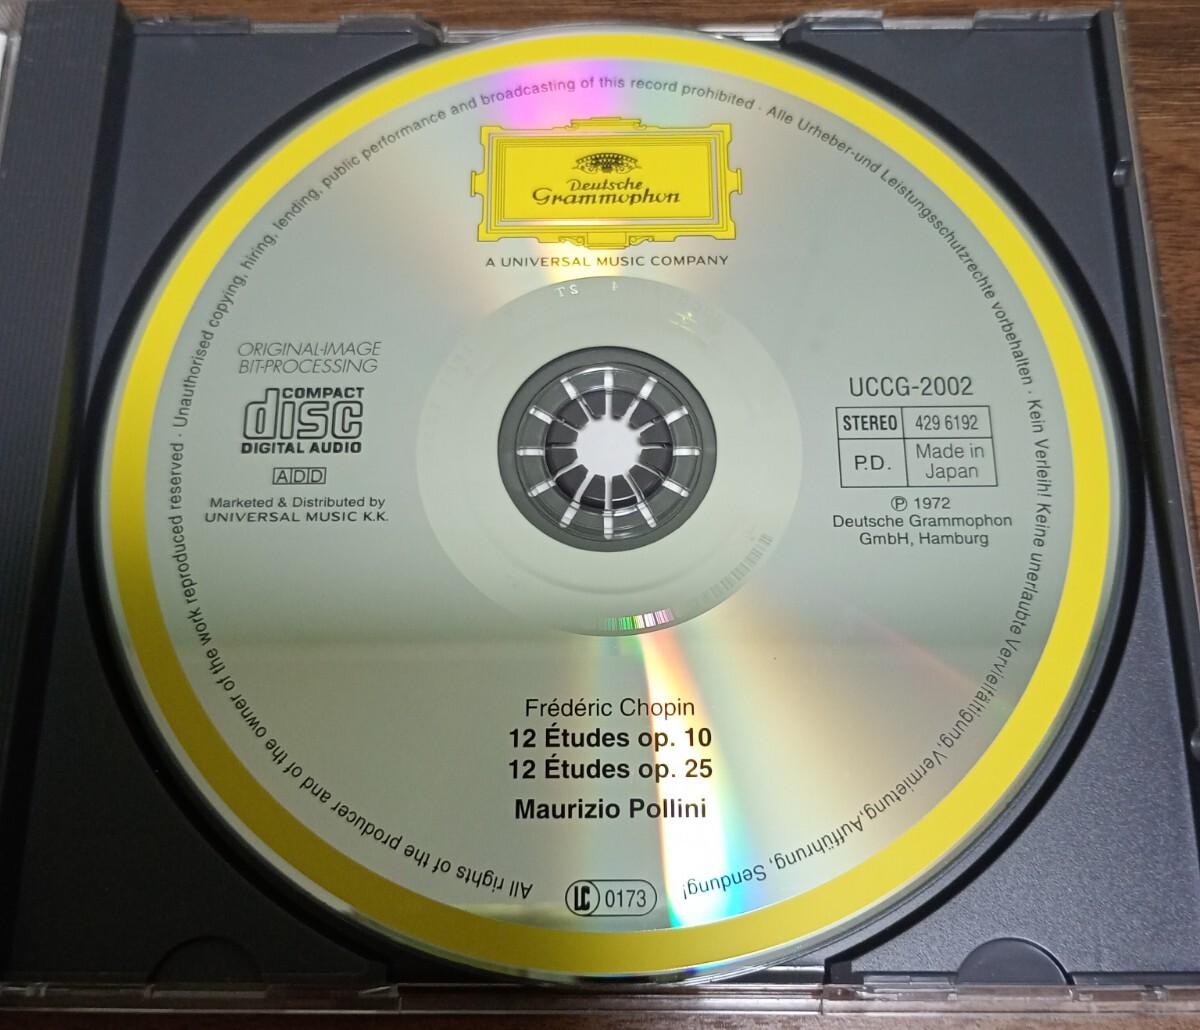 All rights of the producer and of the owner of the work reproduced reserved · Unauthorised copying, hiring, lending, public performance and broadcasting of this record prohibited · Alle Urheber-und Leistungsschutzrechte vorbehalten · Kein Verleih! Keine unerlaubte Vervielfältigung, Vermietung, Aufführung, Sendung!
Deutsche
Grammophon
A UNIVERSAL MUSIC COMPANY
ORIGINAL-IMAGE
BIT-PROCESSING
COMPACT
disc
DIGITAL AUDIO
ADD
Marketed & Distributed by
UNIVERSAL MUSIC K.K.
UCCG-2002
STEREO 429 6192
P.D. Made in
Japan
℗ 1972
Deutsche Grammophon
GmbH, Hamburg
Frédéric Chopin
12 Études op. 10
12 Études op. 25
Maurizio Pollini
LC 0173